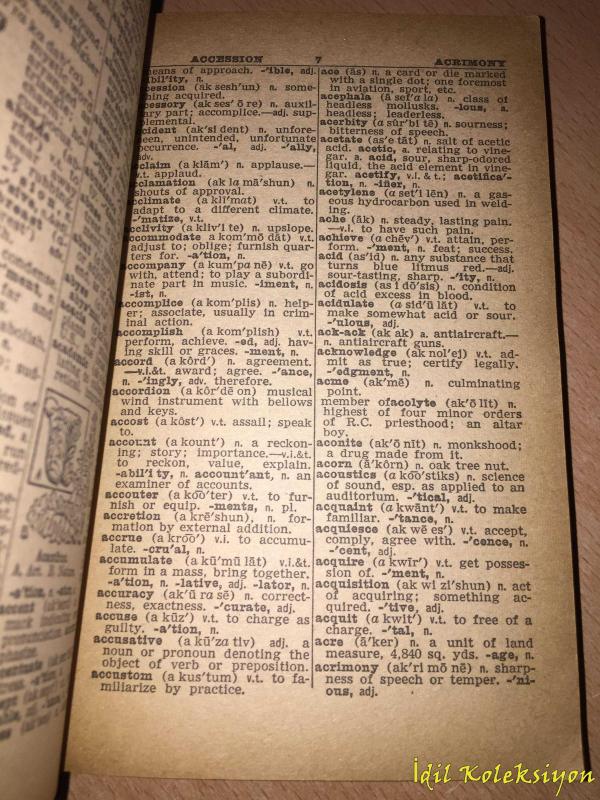 ACCESSION 7 ACRIMONY
means of approach. -'ible, adj.
-bil'ity, n.
cession (ak sesh'un) n. some-
thing acquired.
cessory (ak ses' ō re) n. auxil-
iary part; accomplice.—adj. sup-
plemental.
cident (ak'si dent) n. unfore-
seen, unintended, unfortunate
occurrence. -'al, adj. -'ally,
adv.
cclaim (a klām') n. applause.—
v.t. applaud.
cclamation (ak la mā'shun) n.
shouts of approval.
cclimate (a klī'mat) v.t. to
adapt to a different climate.
-'matize, v.t.
cclivity (a kliv'i te) n. upslope.
ccommodate (a kom'mō dāt) v.t.
adjust to; oblige; furnish quar-
ters for. -a'tion, n.
accompany (a kum'pa nē) v.t. go
with, attend; to play a subordi-
nate part in music. -iment, n.
-ist, n.
accomplice (a kom'plis) n. help-
er; associate, usually in crim-
inal action.
accomplish (a kom'plish) v.t.
perform, achieve. -ed, adj. hav-
ing skill or graces. -ment, n.
accord (a kôrd') n. agreement.
—v.i.&t. award; agree. -'ance,
n. -'ingly, adv. therefore.
accordion (a kôr'dē on) musical
wind instrument with bellows
and keys.
accost (a kôst') v.t. assail; speak
to.
account (a kount') n. a reckon-
ing; story; importance.—v.i.&t.
to reckon, value, explain.
-abil'ity, n. account'ant, n. an
examiner of accounts.
accouter (a kōō'ter) v.t. to fur-
nish or equip. -ments, n. pl.
accretion (a krē'shun), n. for-
mation by external addition.
accrue (a krōō') v.i. to accumu-
late. -cru'al, n.
accumulate (a kū'mū lāt) v.i.&t.
form in a mass, bring together.
-a'tion, n. -lative, adj. -lator, n.
accuracy (ak'ū ra sē) n. correct-
ness, exactness. -'curate, adj.
accuse (a kūz') v.t. to charge as
guilty. -a'tion, n.
accusative (a kū'za tiv) adj. a
noun or pronoun denoting the
object of verb or preposition.
accustom (a kus'tum) v.t. to fa-
miliarize by practice.
ace (ās) n. a card or die marked
with a single dot; one foremost
in aviation, sport, etc.
acephala (ā sef'a la) n. class of
headless mollusks. -lous, a.
headless; leaderless.
acerbity (a sûr'bi tē) n. sourness;
bitterness of speech.
acetate (as'e tāt) n. salt of acetic
acid. acetic, a. relating to vine-
gar. a. acid, sour, sharp-odored
liquid, the acid element in vine-
gar. acetify, v.i. & t.; acetifica'-
tion, n. -ifier, n.
acetylene (a set'i lēn) n. a gas-
eous hydrocarbon used in weld-
ing.
ache (āk) n. steady, lasting pain.
—v.i. to have such pain.
achieve (a chēv') v.t. attain, per-
form. -'ment, n. feat; success.
acid (as'id) n. any substance that
turns blue litmus red.—adj.
sour-tasting, sharp. -'ity, n.
acidosis (as i dō'sis) n. condition
of acid excess in blood.
acidulate (a sid'ū lāt) v.t. to
make somewhat acid or sour.
-'ulous, adj.
ack-ack (ak ak) a. antiaircraft.—
n. antiaircraft guns.
acknowledge (ak nol'ej) v.t. ad-
mit as true; certify legally.
-'edgment, n.
acme (ak'mē) n. culminating
point.
member ofacolyte (ak'ō līt) n.
highest of four minor orders
of R.C. priesthood; an altar
boy.
aconite (ak'ō nīt) n. monkshood;
a drug made from it.
acorn (ā'kôrn) n. oak tree nut.
acoustics (a kōō'stiks) n. science
of sound, esp. as applied to an
auditorium. -'tical, adj.
acquaint (a kwānt') v.t. to make
familiar. -'tance, n.
acquiesce (ak wē es') v.t. accept,
comply, agree with. -'cence, n.
-'cent, adj.
acquire (a kwīr') v.t. get posses-
sion of. -'ment, n.
acquisition (ak wi zi'shun) n. act
of acquiring; something ac-
quired. -'tive, adj.
acquit (a kwit') v.t. to free of a
charge. -'tal, n.
acre (ā'ker) n. a unit of land
measure, 4,840 sq. yds. -age, n.
acrimony (ak'ri mō nē) n. sharp-
ness of speech or temper. -'ni-
ous, adj.
İdil Koleksiyon